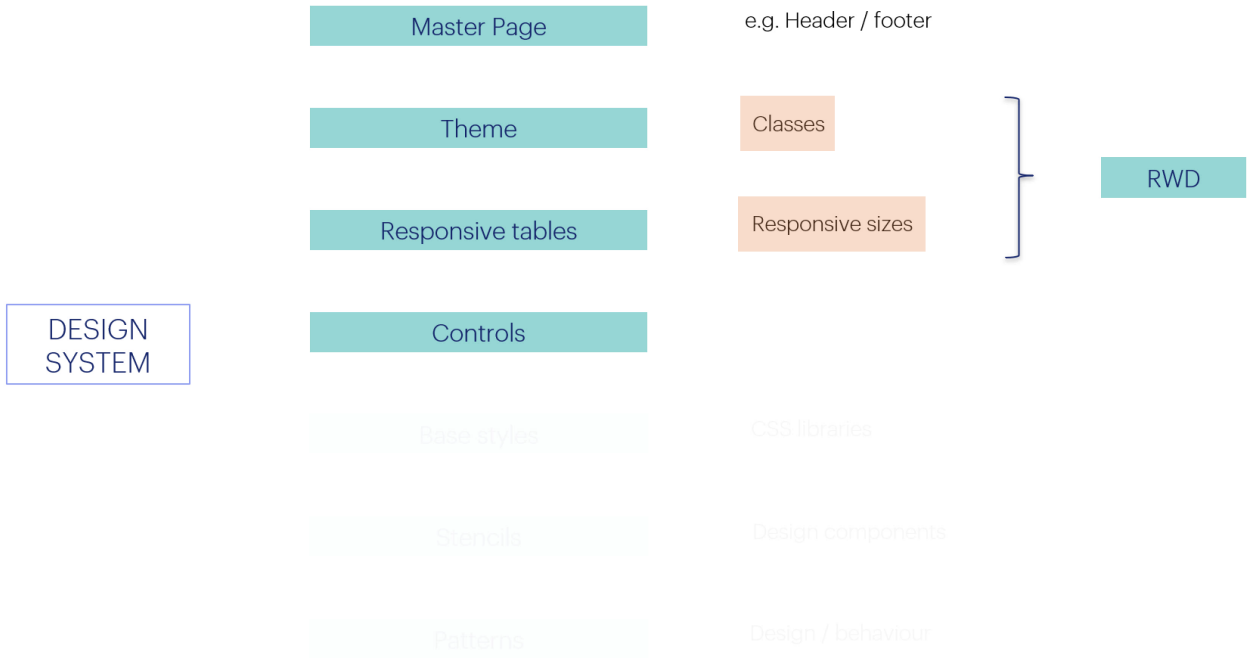 Master Page
e.g. Header / footer
Theme
Classes
RWD
Responsive tables
Responsive sizes
DESIGN
SYSTEM
Controls
Base styles
CSS libraries
Stencils
Design components
Patterns
Design / behaviour